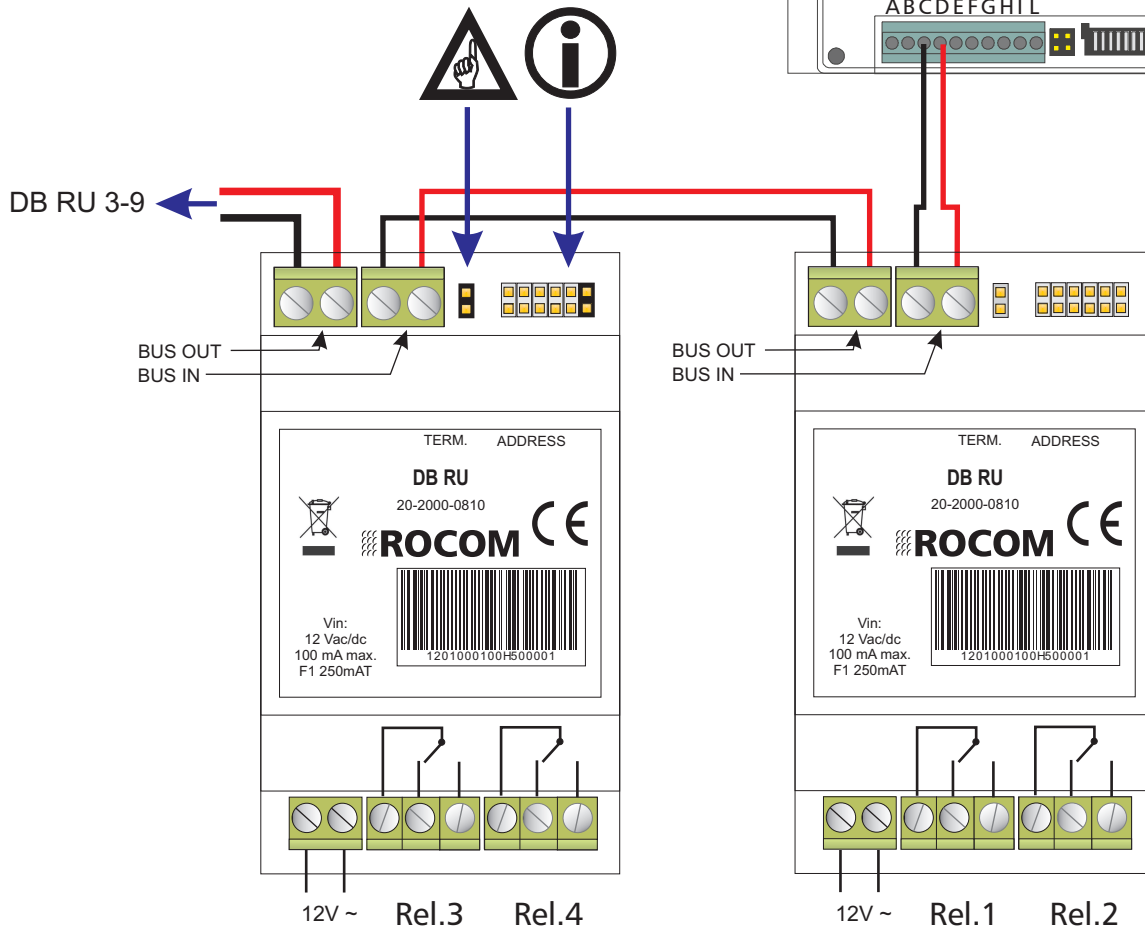 ABCDEFGHIL
DB RU 3-9
BUS OUT
BUS IN
BUS OUT
BUS IN
TERM. ADDRESS
DB RU
20-2000-0810
ROCOM CE
Vin:
12 Vac/dc
100 mA max.
F1 250mAT
1201000100H500001
TERM. ADDRESS
DB RU
20-2000-0810
ROCOM CE
Vin:
12 Vac/dc
100 mA max.
F1 250mAT
1201000100H500001
12V ~ Rel.3 Rel.4
12V ~ Rel.1 Rel.2